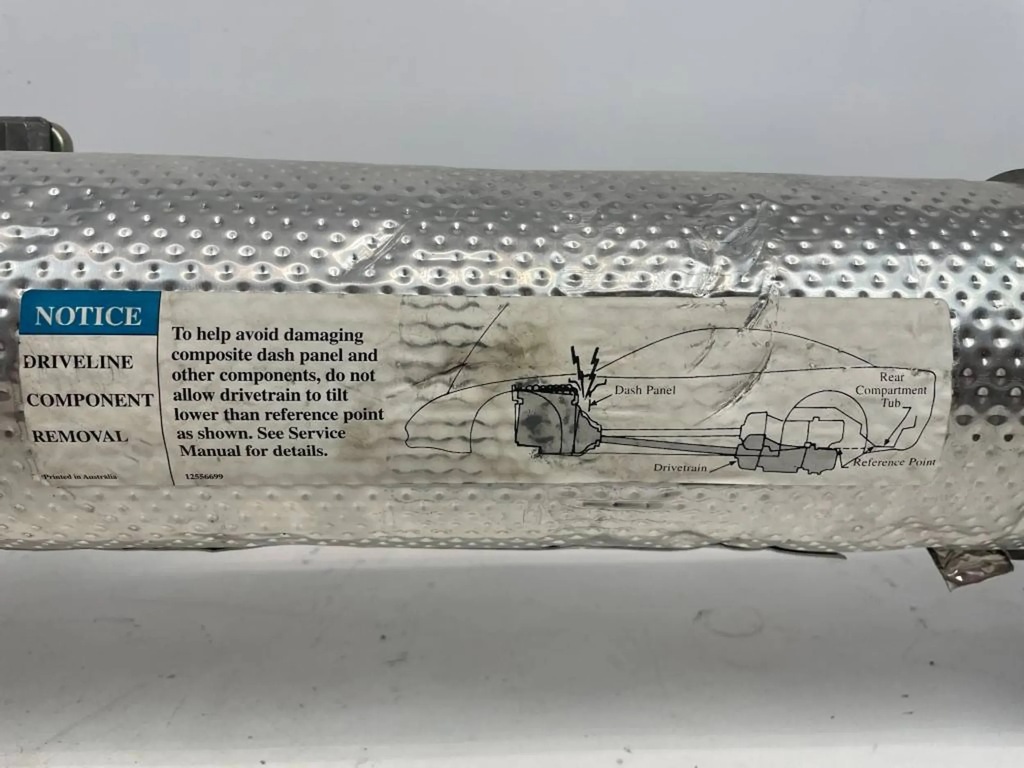 NOTICE
DRIVELINE
COMPONENT
REMOVAL
Printed in Australia
To help avoid damaging
composite dash panel and
other components, do not
allow drivetrain to tilt
lower than reference point
as shown. See Service
Manual for details.
12556699
Dash Panel
Rear
Compartment
Tub
Drivetrain
Reference Point